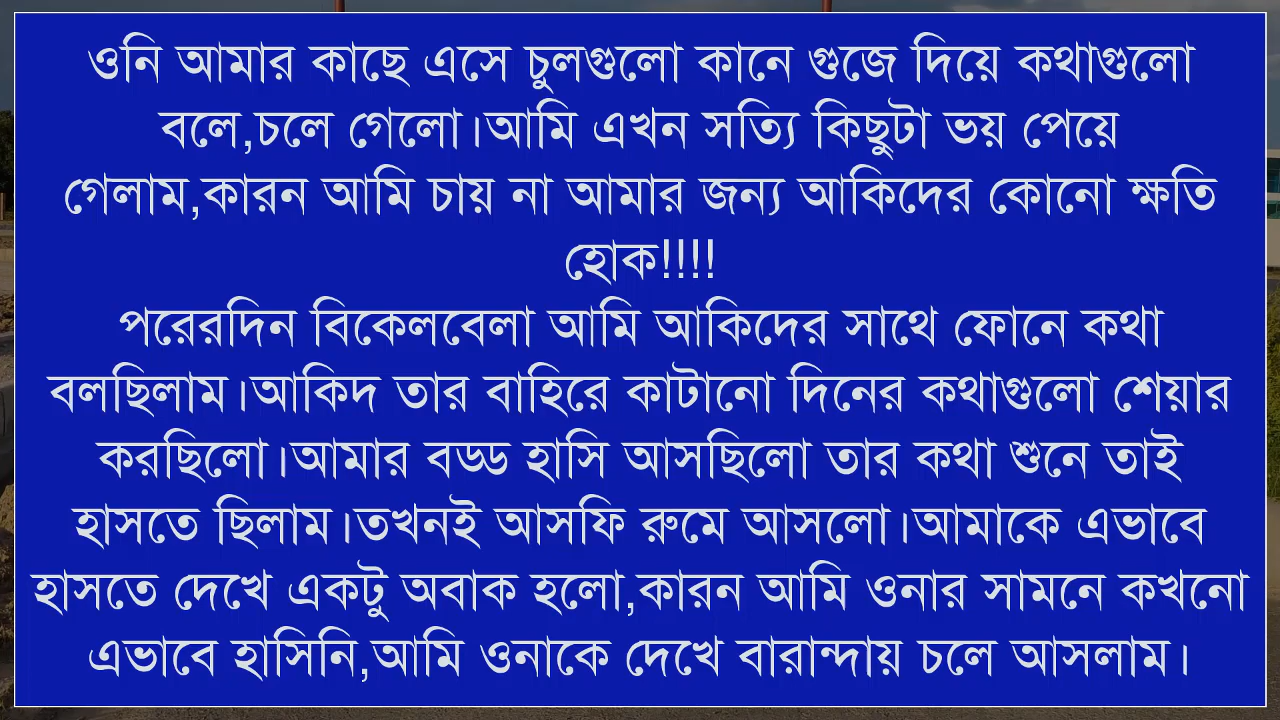 ওনি আমার কাছে এসে চুলগুলো কানে গুজে দিয়ে কথাগুলো
বলে,চলে গেলো।আমি এখন সত্যি কিছুটা ভয় পেয়ে
গেলাম,কারন আমি চায় না আমার জন্য আকিদের কোনো ক্ষতি
হোক!!!!
পরেরদিন বিকেলবেলা আমি আকিদের সাথে ফোনে কথা
বলছিলাম।আকিদ তার বাহিরে কাটানো দিনের কথাগুলো শেয়ার
করছিলো।আমার বড্ড হাসি আসছিলো তার কথা শুনে তাই
হাসতে ছিলাম।তখনই আসফি রুমে আসলো।আমাকে এভাবে
হাসতে দেখে একটু অবাক হলো,কারন আমি ওনার সামনে কখনো
এভাবে হাসিনি,আমি ওনাকে দেখে বারান্দায় চলে আসলাম।